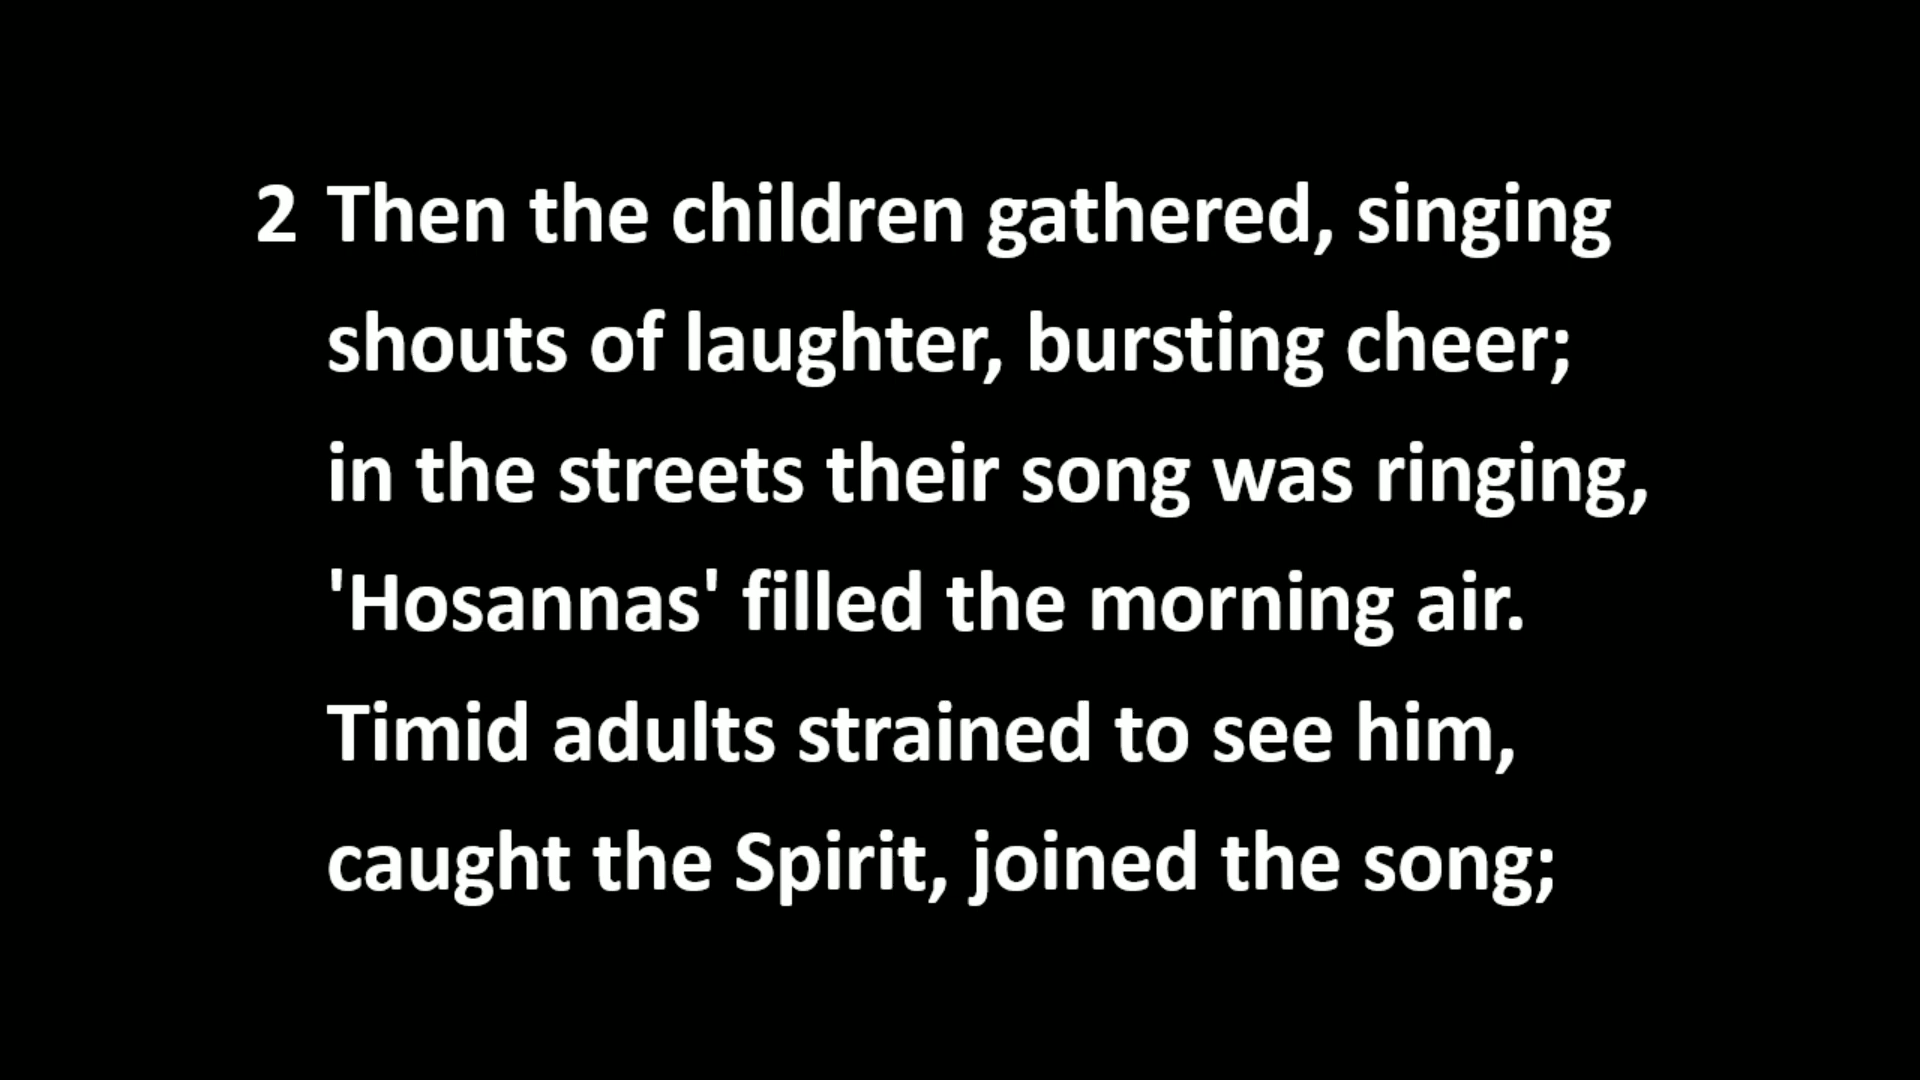 2 Then the children gathered, singing
shouts of laughter, bursting cheer;
in the streets their song was ringing,
'Hosannas' filled the morning air.
Timid adults strained to see him,
caught the Spirit, joined the song;